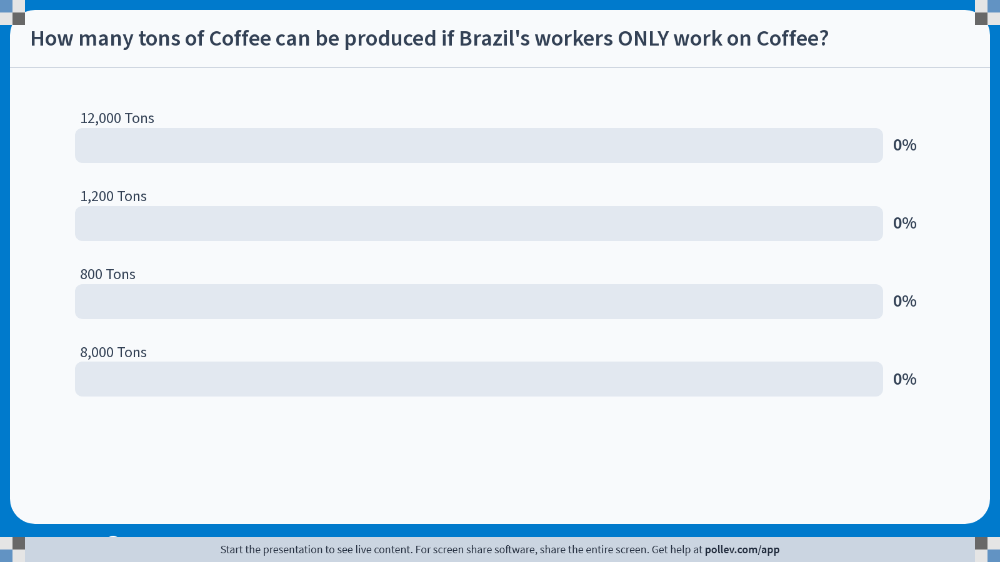 How many tons of Coffee can be produced if Brazil's workers ONLY work on Coffee?
12,000 Tons
0%
1,200 Tons
0%
800 Tons
0%
8,000 Tons
0%
Start the presentation to see live content. For screen share software, share the entire screen. Get help at pollev.com/app